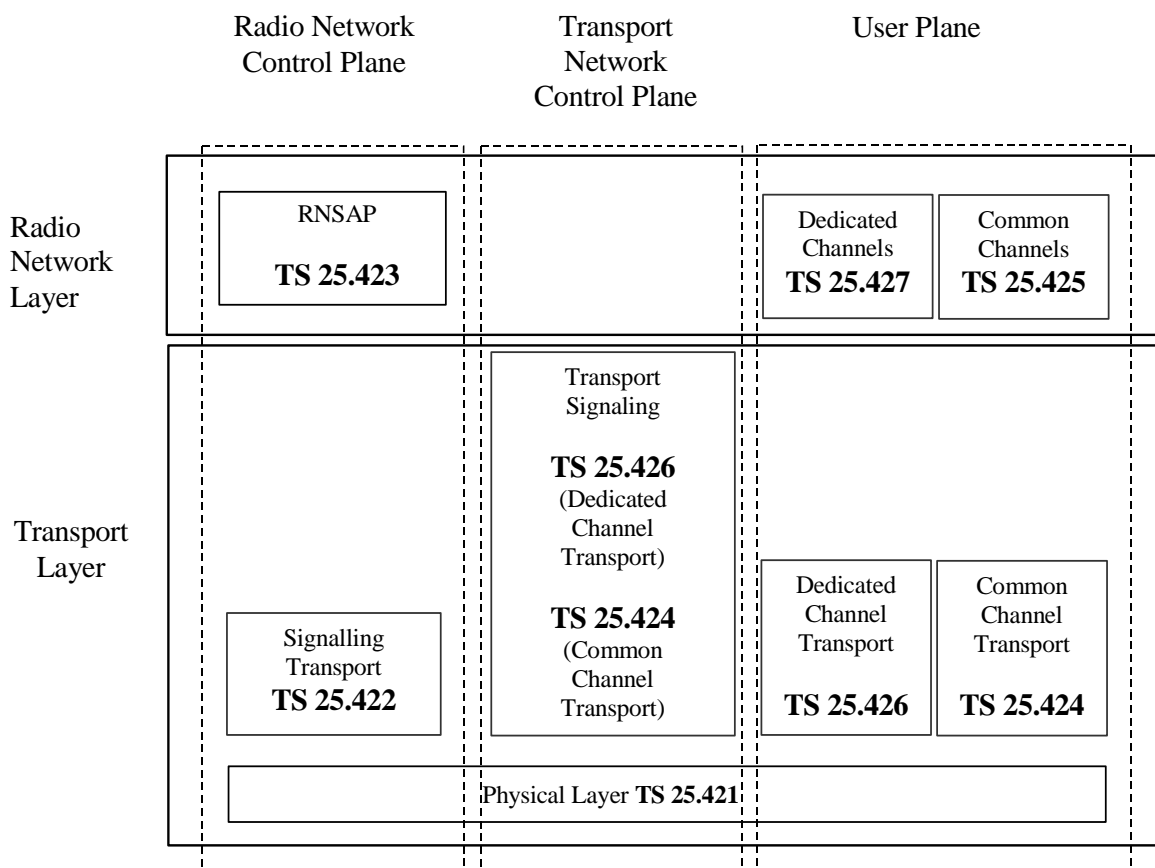 Radio Network
Control Plane
Transport
Network
Control Plane
User Plane
Radio
Network
Layer
RNSAP
TS 25.423
Dedicated
Channels
TS 25.427
Common
Channels
TS 25.425
Transport
Layer
Signalling
Transport
TS 25.422
Transport
Signaling
TS 25.426
(Dedicated
Channel
Transport)
TS 25.424
(Common
Channel
Transport)
Dedicated
Channel
Transport
TS 25.426
Common
Channel
Transport
TS 25.424
Physical Layer TS 25.421